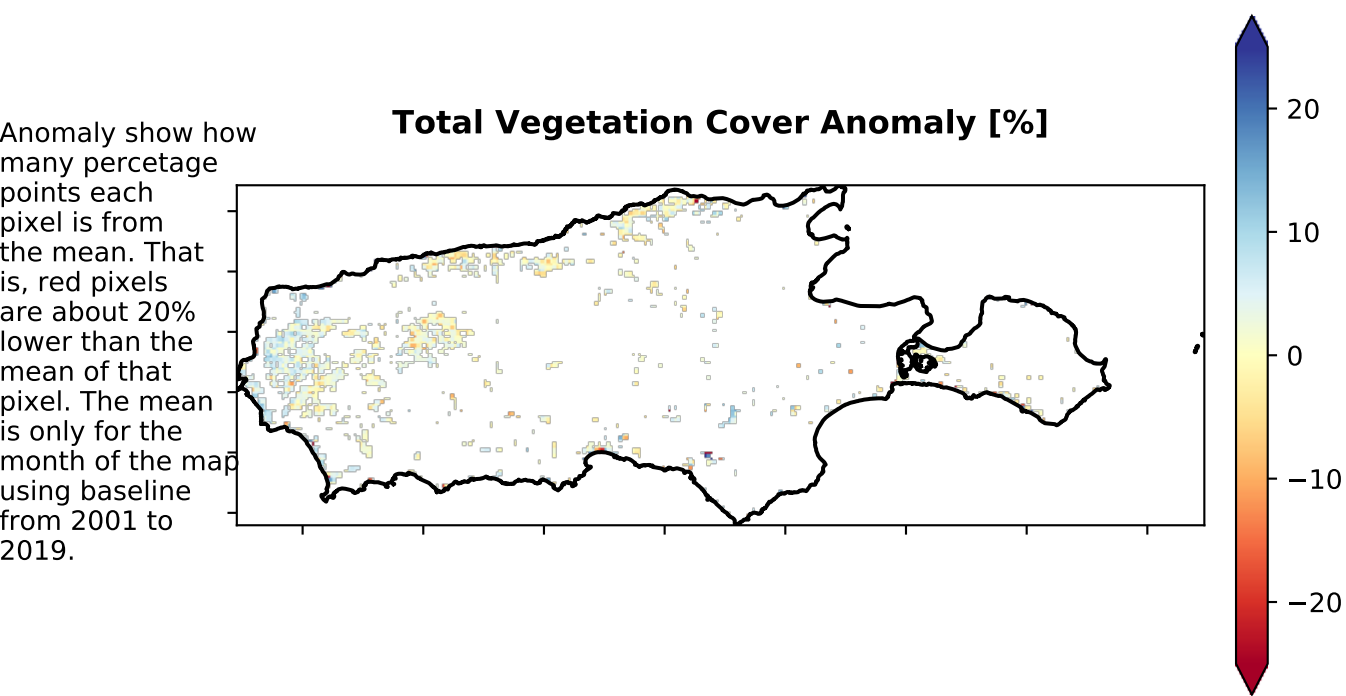 Total Vegetation Cover Anomaly [%]
Anomaly show how
many percetage
points each
pixel is from
the mean. That
is, red pixels
are about 20%
lower than the
mean of that
pixel. The mean
is only for the
month of the map
using baseline
from 2001 to
2019.
20
10
0
−10
−20